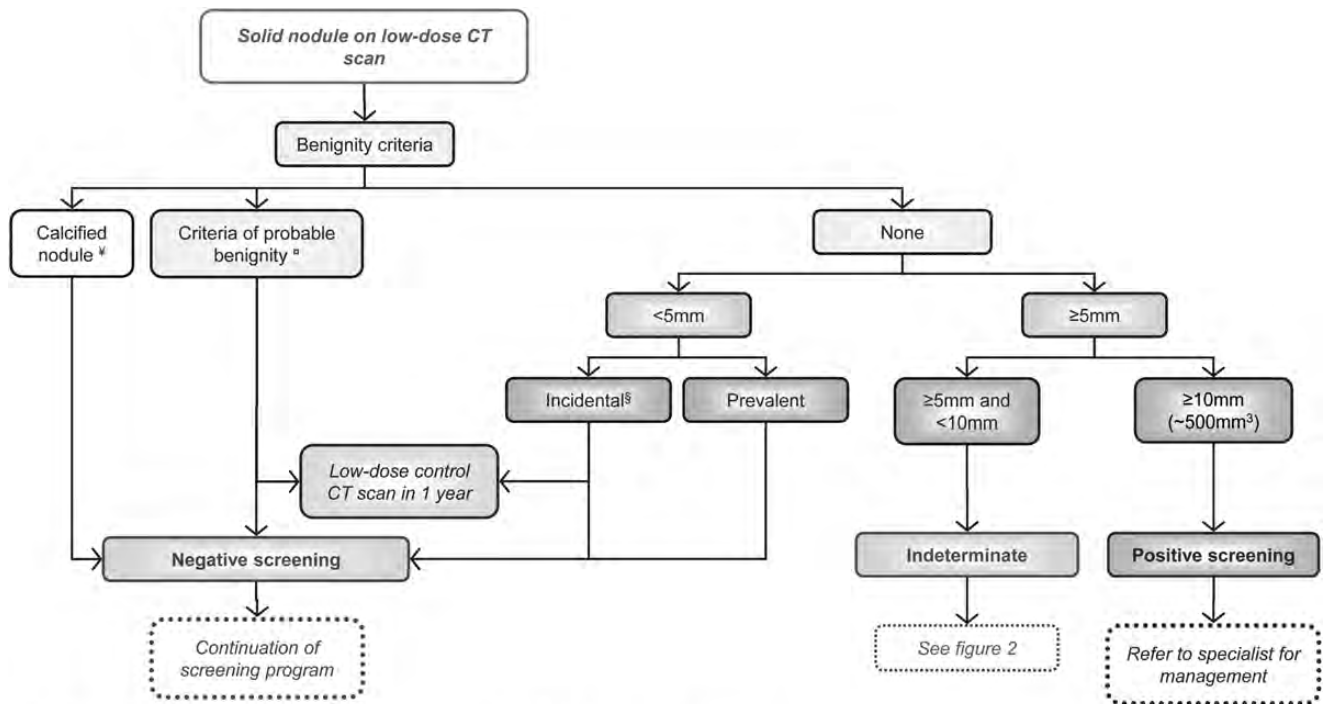 Solid nodule on low-dose CT
scan
Benignity criteria
Calcified
nodule ¥
Criteria of probable
benignity ¤
None
<5mm
≥5mm
Incidental§
Prevalent
≥5mm and
<10mm
≥10mm
(~500mm³)
Low-dose control
CT scan in 1 year
Negative screening
Indeterminate
Positive screening
Continuation of
screening program
See figure 2
Refer to specialist for
management